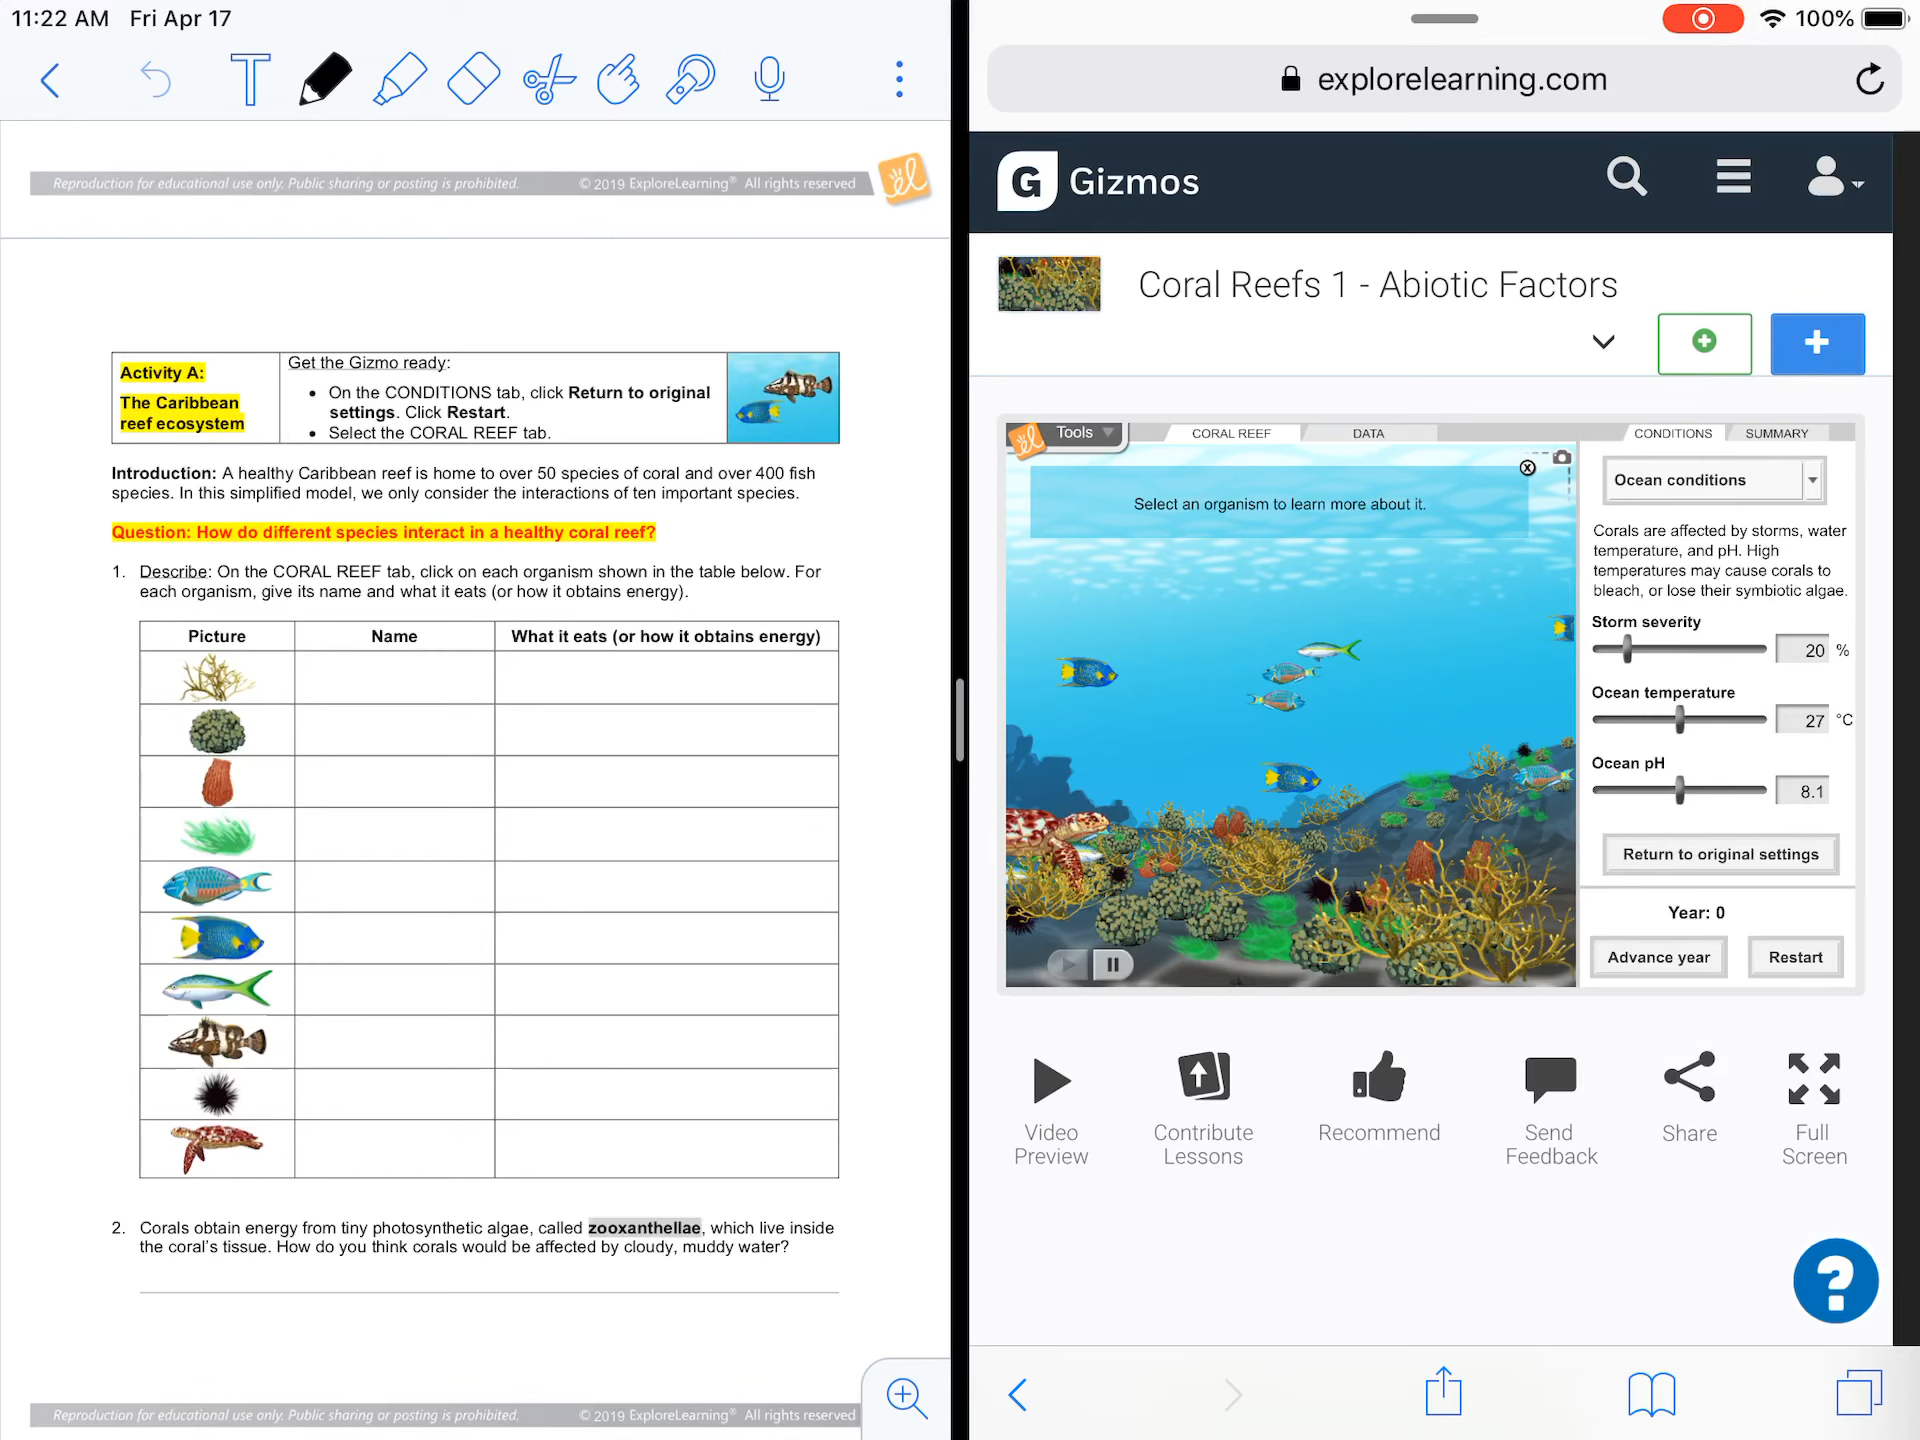 11:22 AM Fri Apr 17
100%
explorelearning.com
Reproduction for educational use only. Public sharing or posting is prohibited. © 2019 ExploreLearning® All rights reserved
el
Activity A:
The Caribbean
reef ecosystem
Get the Gizmo ready:
• On the CONDITIONS tab, click Return to original
settings. Click Restart.
• Select the CORAL REEF tab.
Introduction: A healthy Caribbean reef is home to over 50 species of coral and over 400 fish
species. In this simplified model, we only consider the interactions of ten important species.
Question: How do different species interact in a healthy coral reef?
1. Describe: On the CORAL REEF tab, click on each organism shown in the table below. For
each organism, give its name and what it eats (or how it obtains energy).
Picture Name What it eats (or how it obtains energy)
2. Corals obtain energy from tiny photosynthetic algae, called zooxanthellae, which live inside
the coral's tissue. How do you think corals would be affected by cloudy, muddy water?
Reproduction for educational use only. Public sharing or posting is prohibited. © 2019 ExploreLearning® All rights reserved
G Gizmos
Coral Reefs 1 - Abiotic Factors
el Tools CORAL REEF DATA CONDITIONS SUMMARY
Select an organism to learn more about it.
Ocean conditions
Corals are affected by storms, water
temperature, and pH. High
temperatures may cause corals to
bleach, or lose their symbiotic algae.
Storm severity
20 %
Ocean temperature
27 °C
Ocean pH
8.1
Return to original settings
Year: 0
Advance year Restart
Video
Preview
Contribute
Lessons
Recommend
Send
Feedback
Share
Full
Screen
?